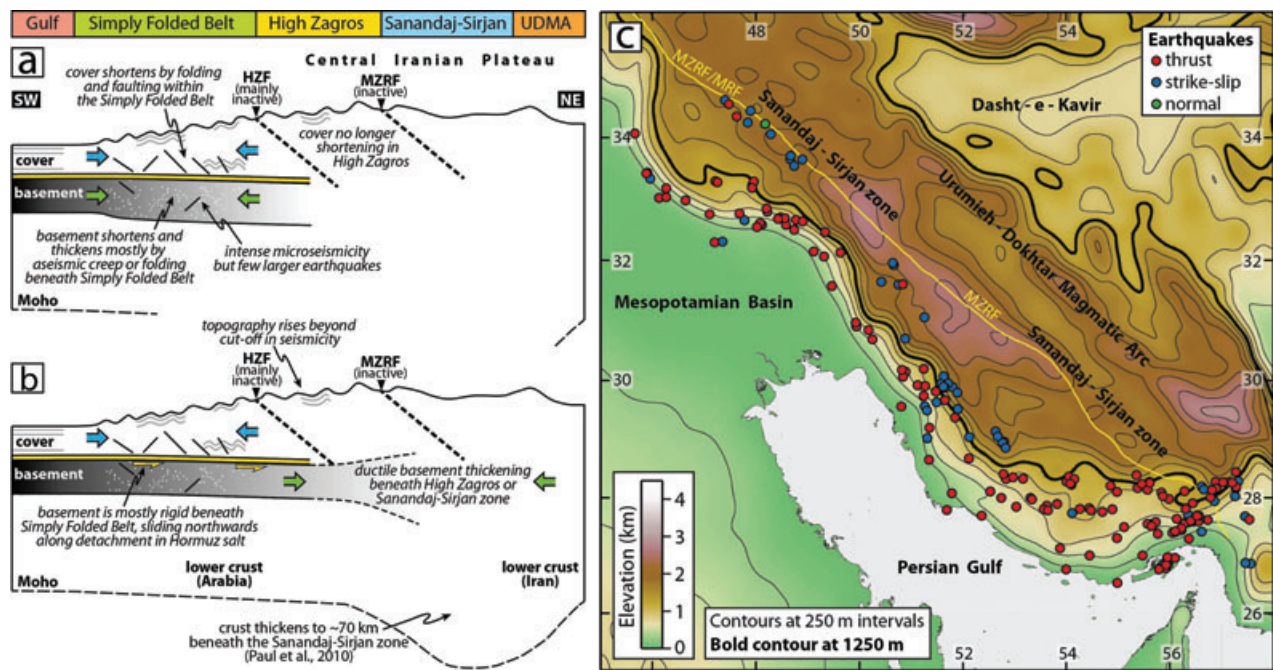 Gulf
Simply Folded Belt
High Zagros
Sanandaj-Sirjan
UDMA
a
SW
cover shortens by folding
and faulting within
the Simply Folded Belt
Central Iranian Plateau
HZF
(mainly
inactive)
MZRF
(inactive)
NE
cover no longer
shortening in
High Zagros
cover
basement
basement shortens and
thickens mostly by
aseismic creep or folding
beneath Simply Folded Belt
intense microseismicity
but few larger earthquakes
Moho
b
topography rises beyond
cut-off in seismicity
HZF
(mainly
inactive)
MZRF
(inactive)
cover
basement
ductile basement thickening
beneath High Zagros or
Sanandaj-Sirjan zone
basement is mostly rigid beneath
Simply Folded Belt, sliding northwards
along detachment in Hormuz salt
Moho
lower crust
(Arabia)
lower crust
(Iran)
crust thickens to ~70 km
beneath the Sanandaj-Sirjan zone
(Paul et al., 2010)
c
48
50
52
54
Earthquakes
thrust
strike-slip
normal
MZRF/MRF
Sanandaj - Sirjan zone
Dasht - e - Kavir
34
34
Urumieh - Dokhtar Magmatic Arc
32
32
Mesopotamian Basin
MZRF
Sanandaj - Sirjan zone
30
30
28
28
Elevation (km)
4
3
2
1
0
Persian Gulf
Contours at 250 m intervals
Bold contour at 1250 m
26
52
54
56